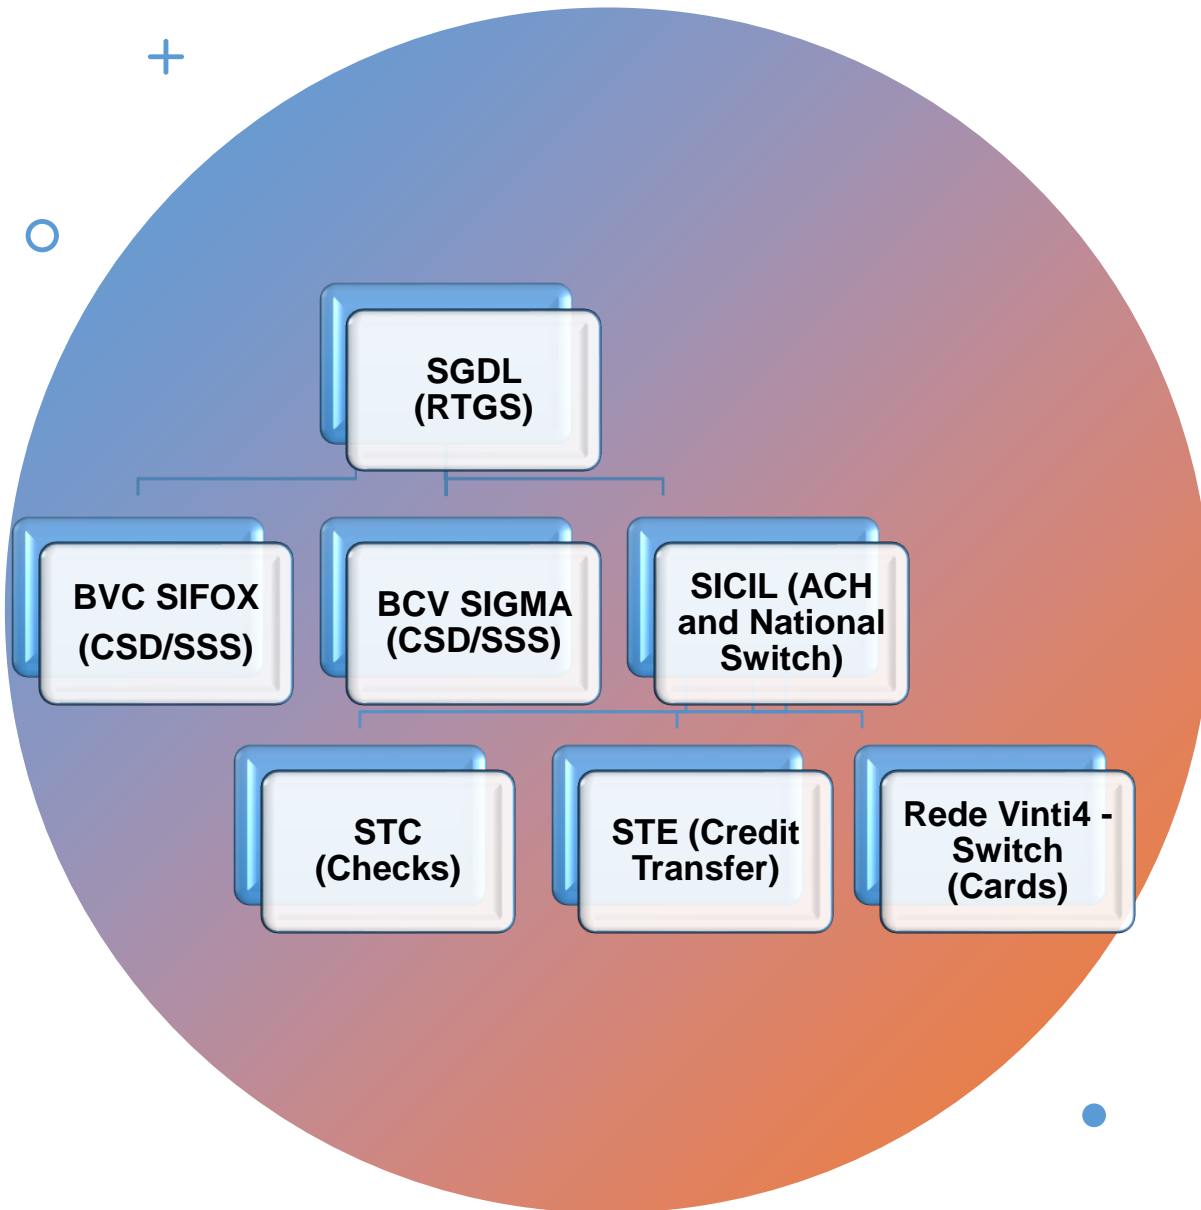 SGDL
(RTGS)
BVC SIFOX
(CSD/SSS)
BCV SIGMA
(CSD/SSS)
SICIL (ACH
and National
Switch)
STC
(Checks)
STE (Credit
Transfer)
Rede Vinti4 -
Switch
(Cards)